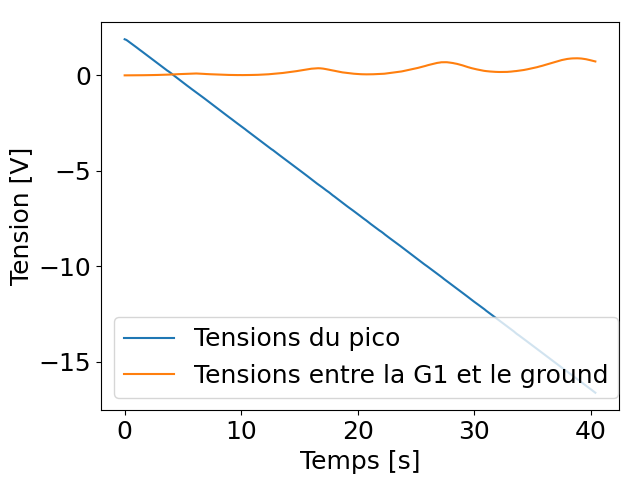 0
−5
−10
−15
Tension [V]
Tensions du pico
Tensions entre la G1 et le ground
0 10 20 30 40
Temps [s]